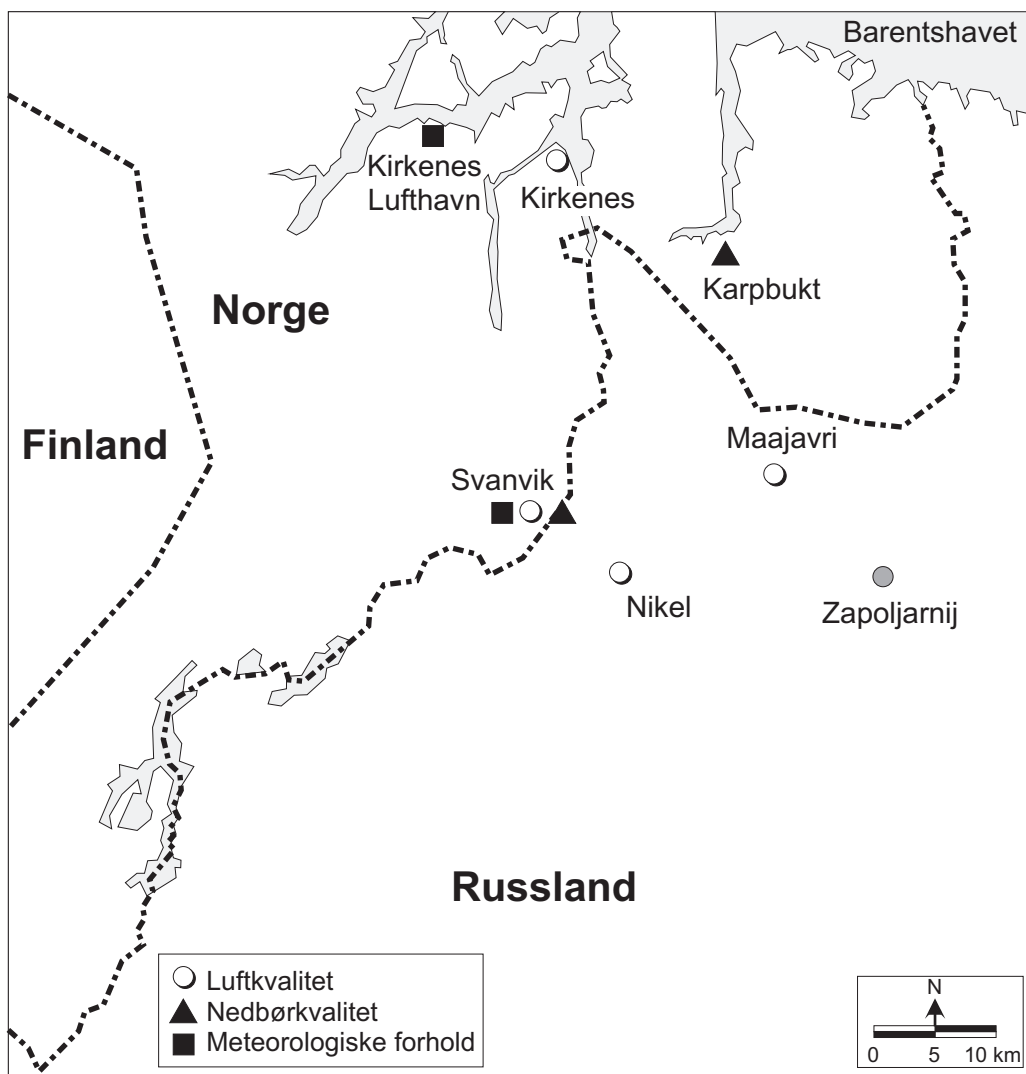 Barentshavet
Kirkenes
Lufthavn
Kirkenes
Karpbukt
Norge
Finland
Maajavri
Svanvik
Nikel
Zapoljarnij
Russland
Luftkvalitet
Nedbørkvalitet
Meteorologiske forhold
N
0 5 10 km